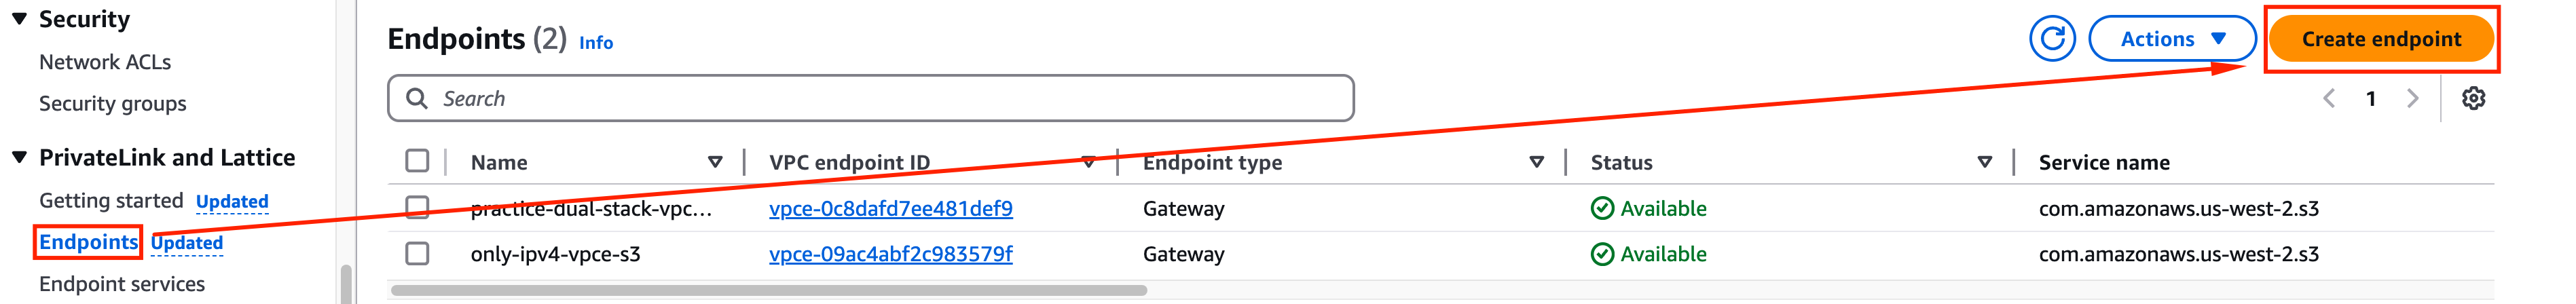 Security
Network ACLs
Security groups
PrivateLink and Lattice
Getting started Updated
Endpoints Updated
Endpoint services
Endpoints (2) Info
Actions
Create endpoint
Search
1
Name VPC endpoint ID Endpoint type Status Service name
practice-dual-stack-vpc... vpce-0c8dafd7ee481def9 Gateway Available com.amazonaws.us-west-2.s3
only-ipv4-vpce-s3 vpce-09ac4abf2c983579f Gateway Available com.amazonaws.us-west-2.s3